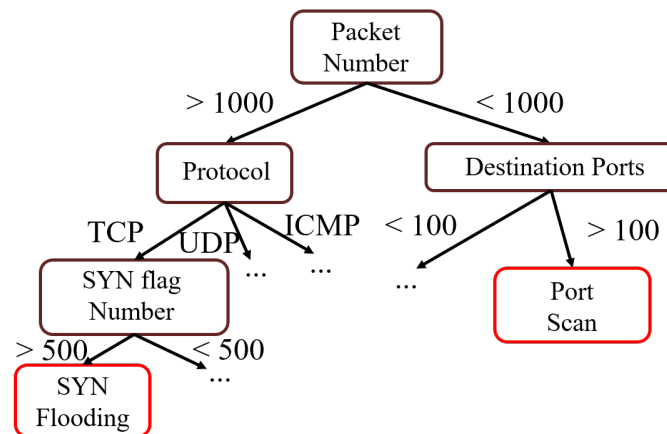 Packet
Number
> 1000
< 1000
Protocol
Destination Ports
TCP
UDP
ICMP
< 100
> 100
...
...
...
SYN flag
Number
Port
Scan
> 500
< 500
...
SYN
Flooding